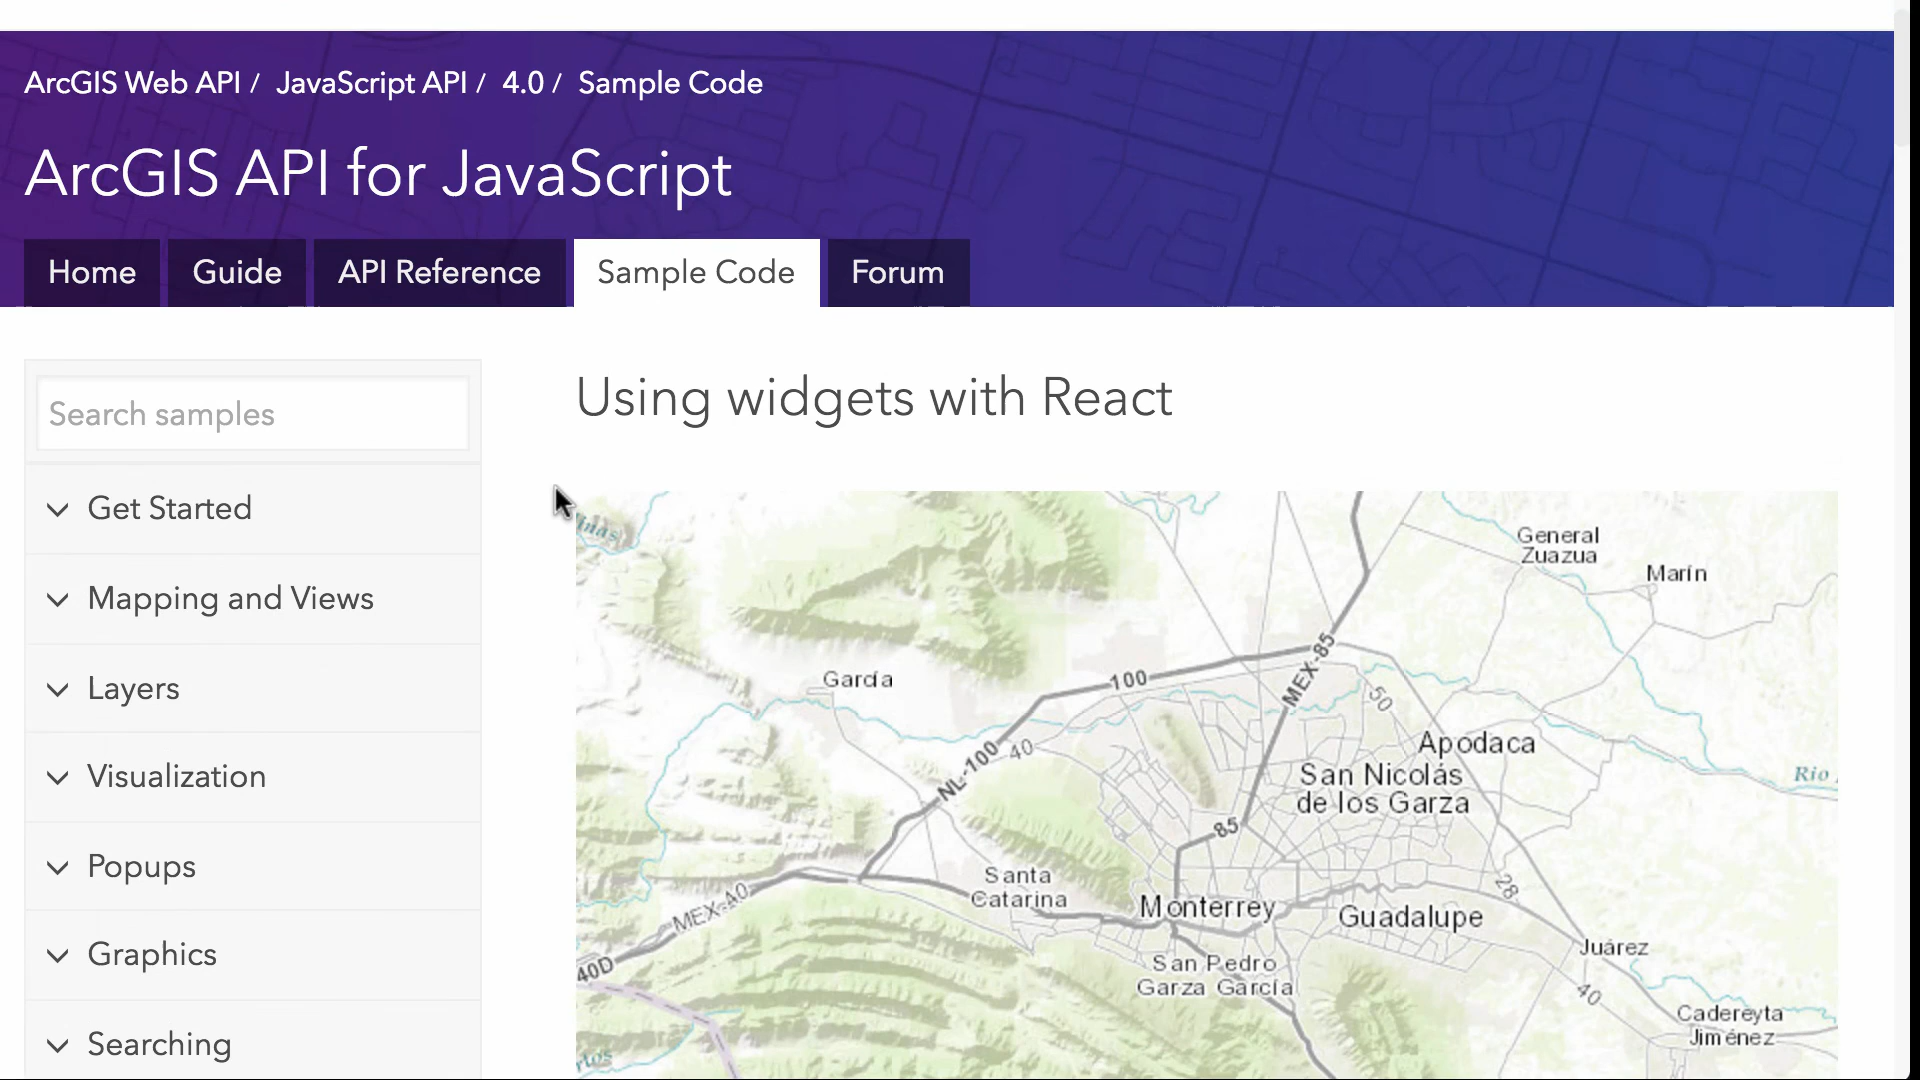 ArcGIS Web API / JavaScript API / 4.0 / Sample Code
ArcGIS API for JavaScript
Home Guide API Reference Sample Code Forum
Search samples
Get Started
Mapping and Views
Layers
Visualization
Popups
Graphics
Searching
Using widgets with React
General
Zuazua
Marín
García
100
MEX-85
50
NL-100
40
Apodaca
San Nicolás
de los Garza
Río
85
Santa
Catarina
MEX-40
Monterrey
Guadalupe
28
Juárez
40D
San Pedro
Garza García
40
Cadereyta
Jiménez